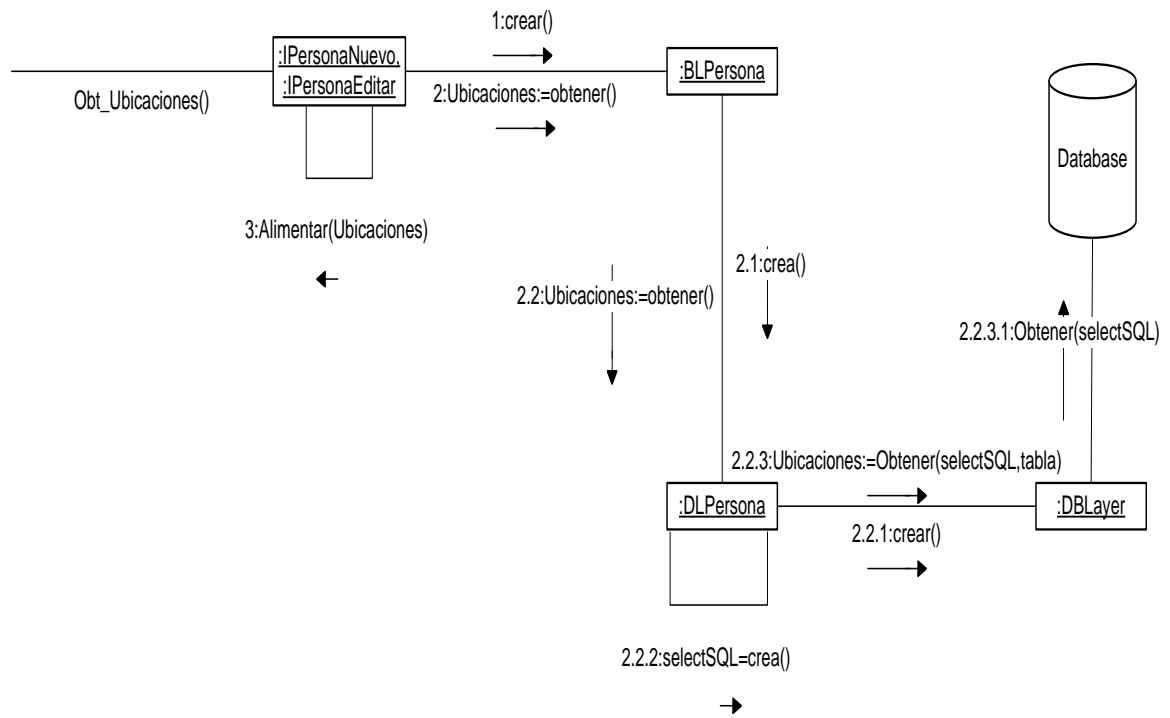 1:crear()
:IPersonaNuevo,
:IPersonaEditar
:BLPersona
Obt_Ubicaciones()
2:Ubicaciones:=obtener()
Database
3:Alimentar(Ubicaciones)
2.1:crea()
2.2:Ubicaciones:=obtener()
2.2.3.1:Obtener(selectSQL)
2.2.3:Ubicaciones:=Obtener(selectSQL,tabla)
:DLPersona
:DBLayer
2.2.1:crear()
2.2.2:selectSQL=crea()